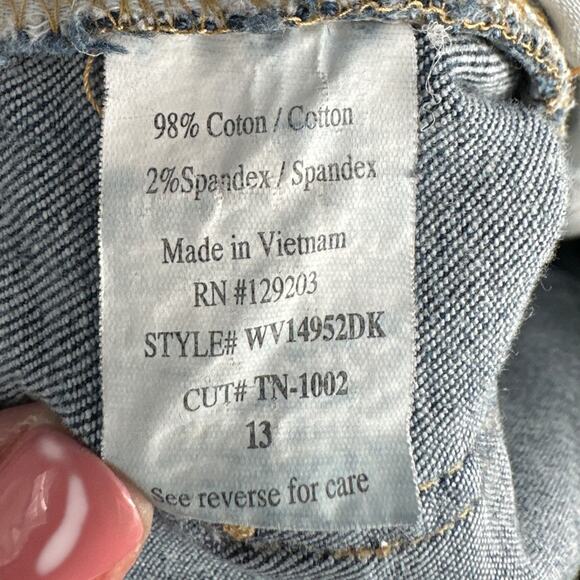 98% Coton / Cotton
2%Spandex / Spandex
Made in Vietnam
RN #129203
STYLE# WV14952DK
CUT# TN-1002
13
See reverse for care